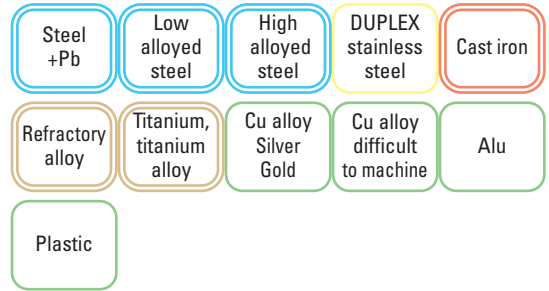 Steel
+Pb
Low
alloyed
steel
High
alloyed
steel
DUPLEX
stainless
steel
Cast iron
Refractory
alloy
Titanium,
titanium
alloy
Cu alloy
Silver
Gold
Cu alloy
difficult
to machine
Alu
Plastic